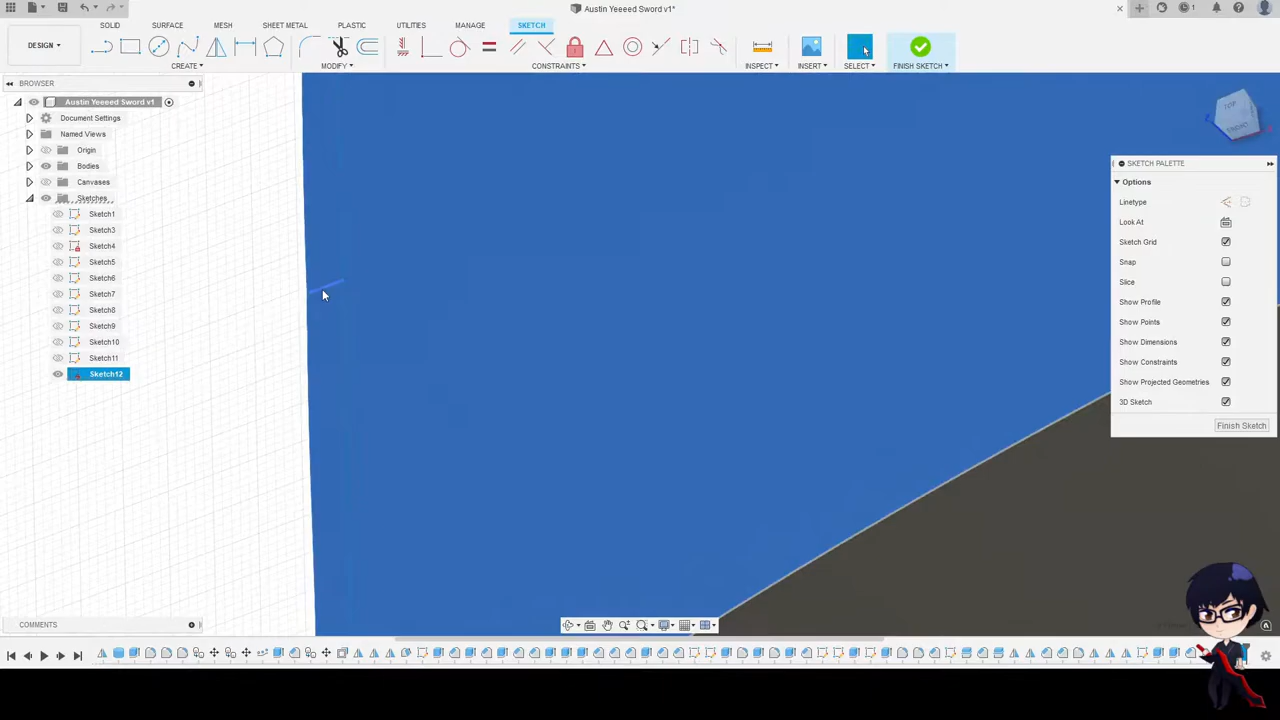 Austin Yeeeed Sword v1*
1
DESIGN
SOLID
SURFACE
MESH
SHEET METAL
PLASTIC
UTILITIES
MANAGE
SKETCH
CREATE
MODIFY
CONSTRAINTS
INSPECT
INSERT
SELECT
FINISH SKETCH
BROWSER
Austin Yeeeed Sword v1
Document Settings
Named Views
Origin
Bodies
Canvases
Sketches
Sketch1
Sketch3
Sketch4
Sketch5
Sketch6
Sketch7
Sketch8
Sketch9
Sketch10
Sketch11
Sketch12
TOP
FRONT
SKETCH PALETTE
Options
Linetype
Look At
Sketch Grid
Snap
Slice
Show Profile
Show Points
Show Dimensions
Show Constraints
Show Projected Geometries
3D Sketch
Finish Sketch
COMMENTS